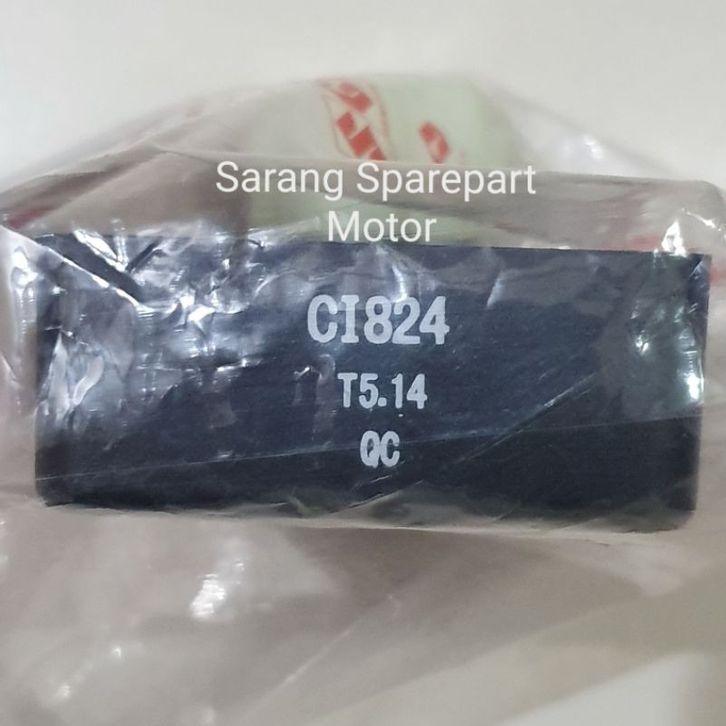 Sarang Sparepart
Motor
CI824
T5.14
QC